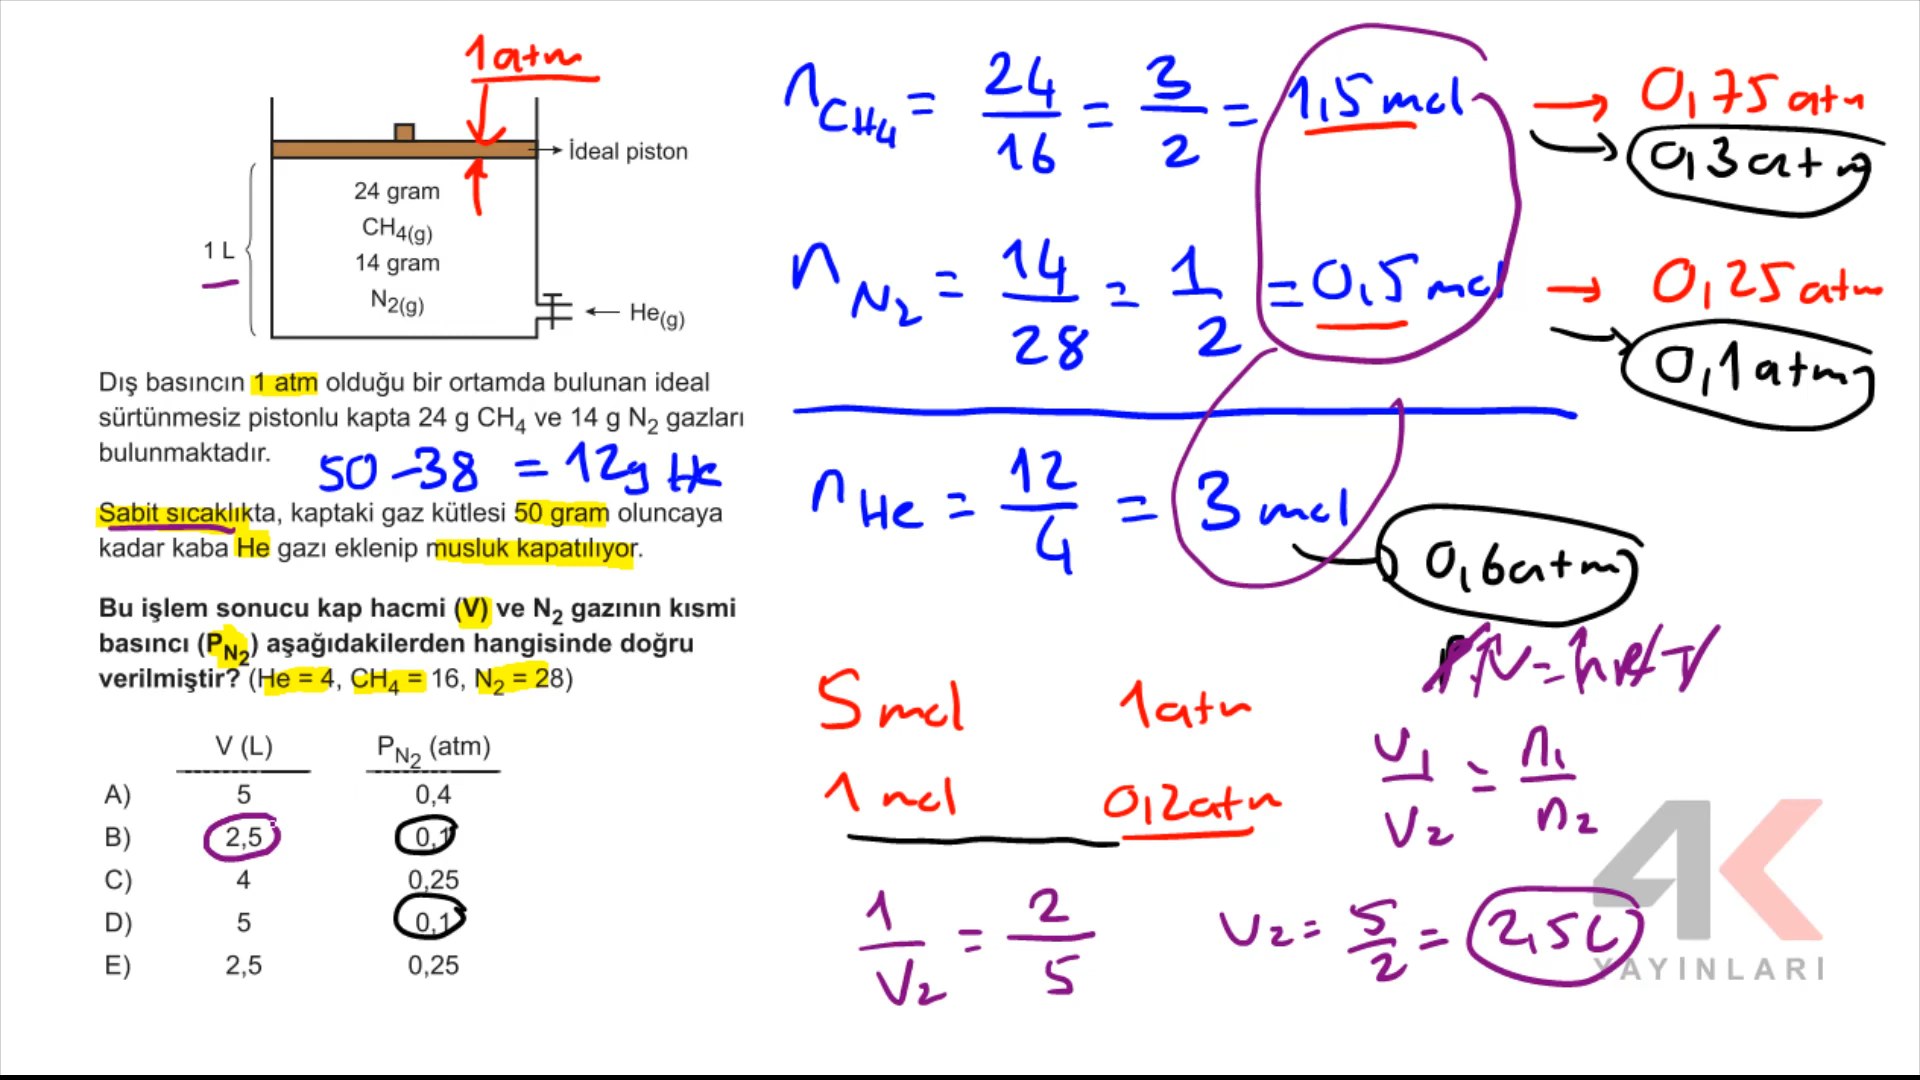 1 atm
İdeal piston
24 gram
CH4(g)
14 gram
N2(g)
1 L
He(g)
Dış basıncın 1 atm olduğu bir ortamda bulunan ideal
sürtünmesiz pistonlu kapta 24 g CH4 ve 14 g N2 gazları
bulunmaktadır.
50 - 38 = 12g He
Sabit sıcaklıkta, kaptaki gaz kütlesi 50 gram oluncaya
kadar kaba He gazı eklenip musluk kapatılıyor.
Bu işlem sonucu kap hacmi (V) ve N2 gazının kısmi
basıncı (PN2) aşağıdakilerden hangisinde doğru
verilmiştir? (He = 4, CH4 = 16, N2 = 28)
V (L) PN2 (atm)
A) 5 0,4
B) 2,5 0,1
C) 4 0,25
D) 5 0,1
E) 2,5 0,25
nCH4 = 24/16 = 3/2 = 1,5 mol → 0,75 atm
0,3 atm
nN2 = 14/28 = 1/2 = 0,5 mol → 0,25 atm
0,1 atm
nHe = 12/4 = 3 mol
0,6 atm
P.V = nRT
5 mol 1 atm
1 mol 0,2 atm
V1/V2 = n1/n2
1/V2 = 2/5
V2 = 5/2 = 2,5 L
AK
YAYINLARI